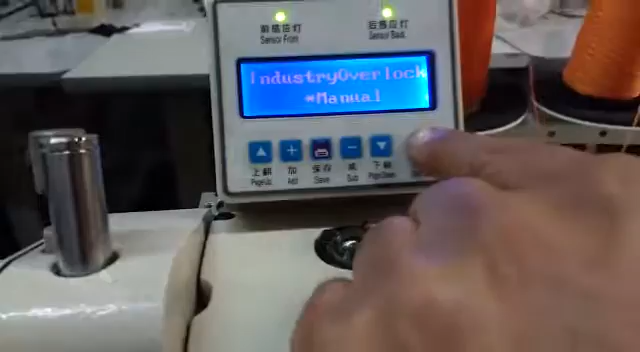 前感应灯 后感应灯
Sensor Front Sensor Back
IndustryOverlock
*Manual
上翻 加 保存 减 下翻
PageUp Add Save Sub PageDown